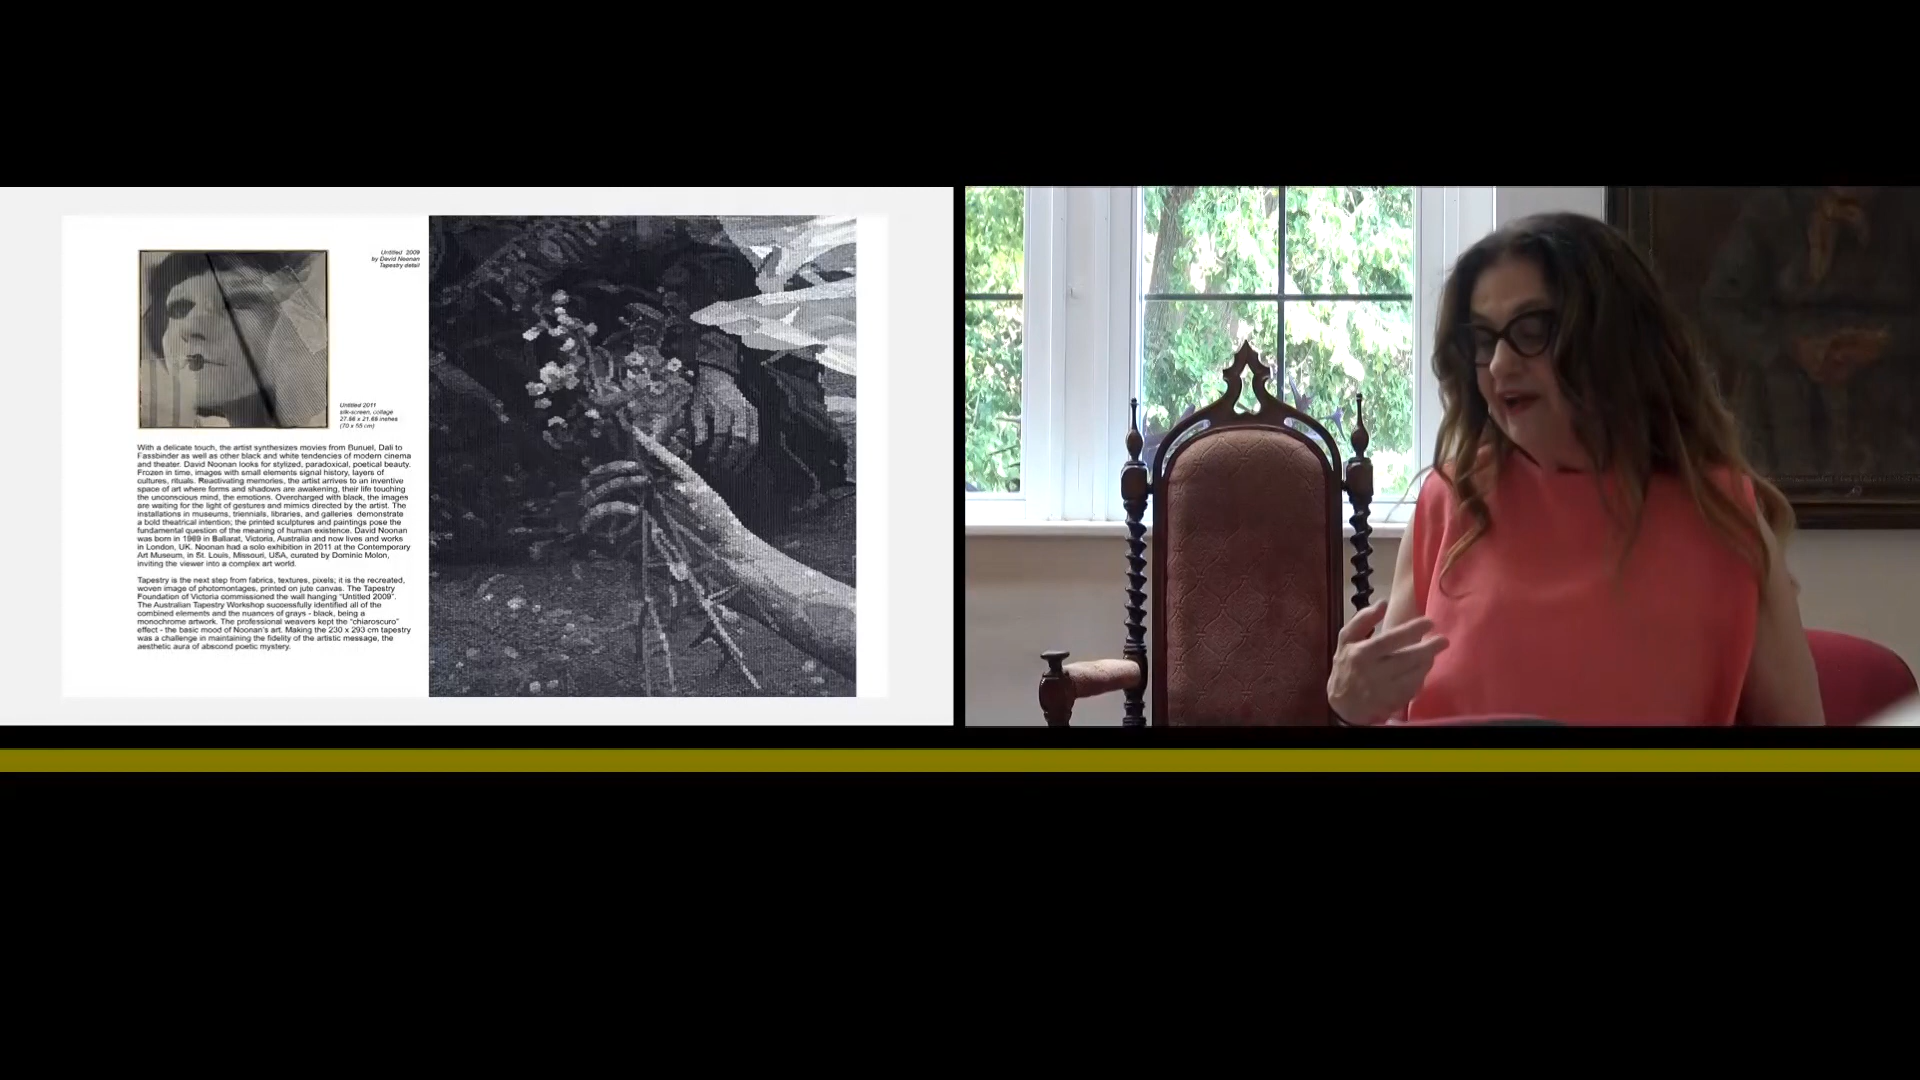 Untitled 2009
by David Noonan
Tapestry detail
Untitled 2011
silk-screen, collage
27.56 x 21.65 inches
(70 x 55 cm)
With a delicate touch, the artist synthesizes movies from Bunuel, Dali to
Fassbinder as well as other black and white tendencies of modern cinema
and theater. David Noonan looks for stylized, paradoxical, poetical beauty.
Frozen in time, images with small elements signal history, layers of
cultures, rituals. Reactivating memories, the artist arrives to an inventive
space of art where forms and shadows are awakening, their life touching
the unconscious mind, the emotions. Overcharged with black, the images
are waiting for the light of gestures and mimics directed by the artist. The
installations in museums, triennials, libraries, and galleries demonstrate
a bold theatrical intention; the printed sculptures and paintings pose the
fundamental question of the meaning of human existence. David Noonan
was born in 1969 in Ballarat, Victoria, Australia and now lives and works
in London, UK. Noonan had a solo exhibition in 2011 at the Contemporary
Art Museum, in St. Louis, Missouri, USA, curated by Dominic Molon,
inviting the viewer into a complex art world.
Tapestry is the next step from fabrics, textures, pixels; it is the recreated,
woven image of photomontages, printed on jute canvas. The Tapestry
Foundation of Victoria commissioned the wall hanging "Untitled 2009".
The Australian Tapestry Workshop successfully identified all of the
combined elements and the nuances of grays - black, being a
monochrome artwork. The professional weavers kept the "chiaroscuro"
effect - the basic mood of Noonan's art. Making the 230 x 293 cm tapestry
was a challenge in maintaining the fidelity of the artistic message, the
aesthetic aura of abscond poetic mystery.